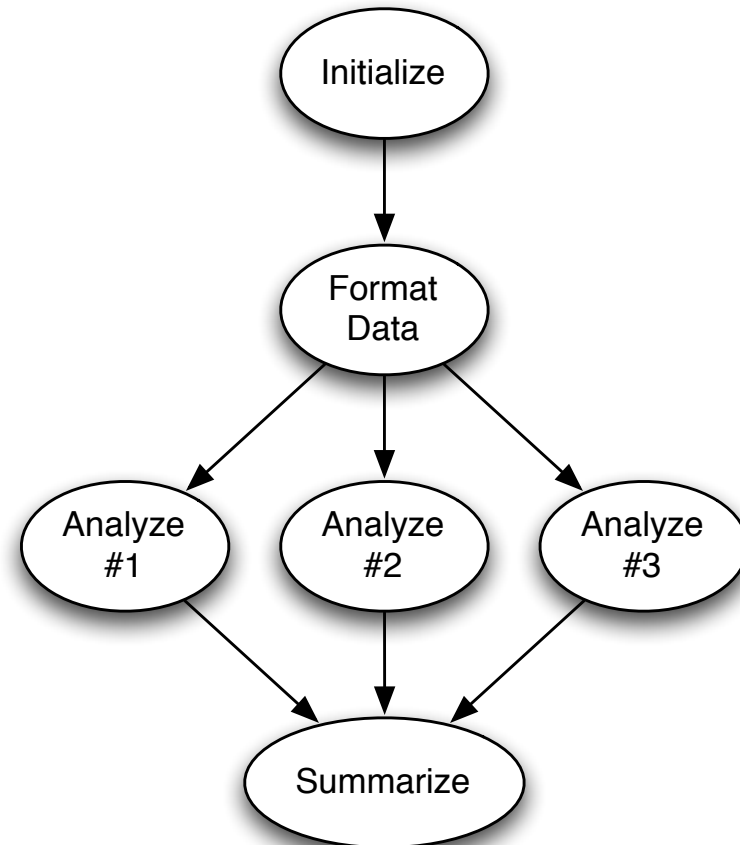 Initialize
Format
Data
Analyze
#1
Analyze
#2
Analyze
#3
Summarize